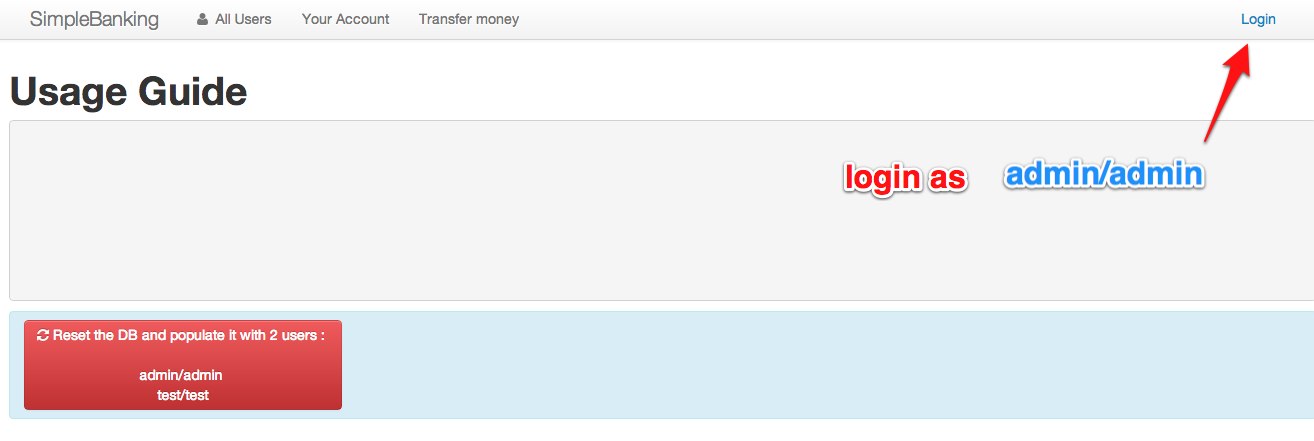 SimpleBanking All Users Your Account Transfer money Login
Usage Guide
login as admin/admin
Reset the DB and populate it with 2 users :
admin/admin
test/test